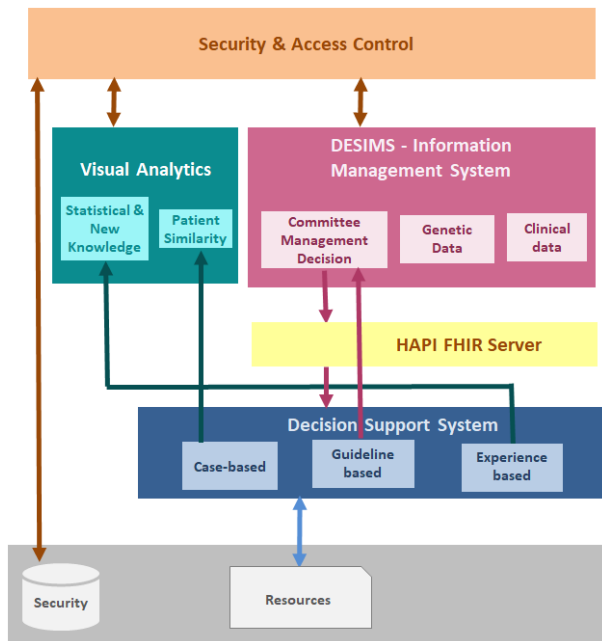 Security & Access Control
Visual Analytics
Statistical &
New
Knowledge
Patient
Similarity
DESIMS - Information
Management System
Committee
Management
Decision
Genetic
Data
Clinical
data
HAPI FHIR Server
Decision Support System
Case-based
Guideline
based
Experience
based
Security
Resources